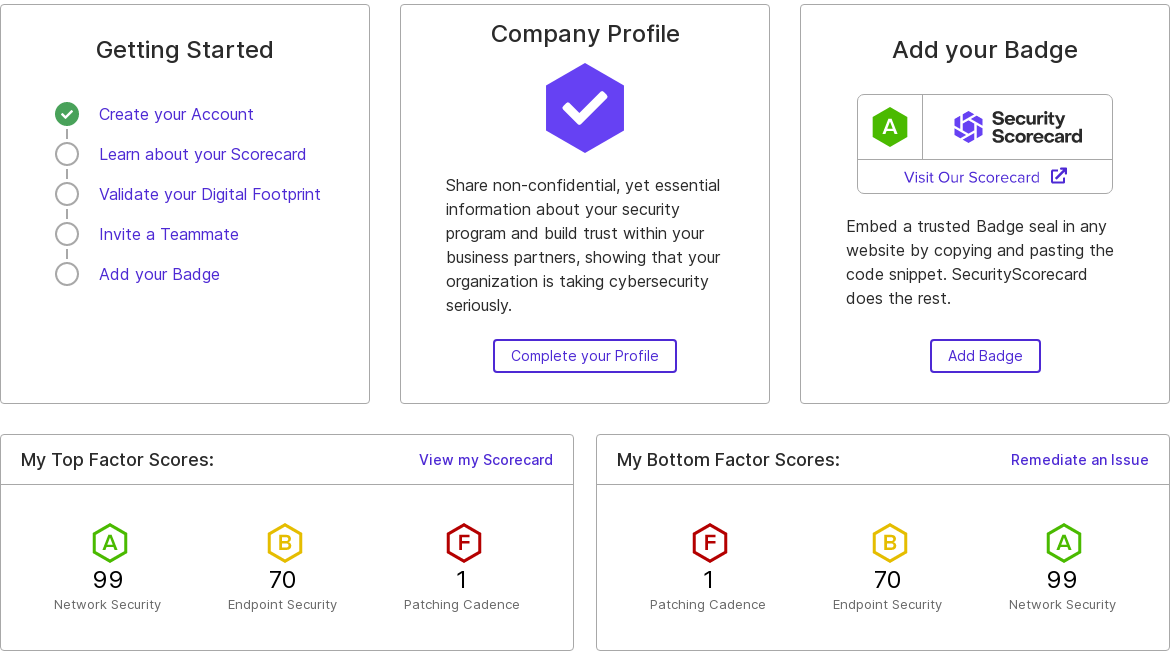 Getting Started
Create your Account
Learn about your Scorecard
Validate your Digital Footprint
Invite a Teammate
Add your Badge
Company Profile
Share non-confidential, yet essential
information about your security
program and build trust within your
business partners, showing that your
organization is taking cybersecurity
seriously.
Complete your Profile
Add your Badge
A
Security
Scorecard
Visit Our Scorecard
Embed a trusted Badge seal in any
website by copying and pasting the
code snippet. SecurityScorecard
does the rest.
Add Badge
My Top Factor Scores:
View my Scorecard
A
B
F
99
70
1
Network Security
Endpoint Security
Patching Cadence
My Bottom Factor Scores:
Remediate an Issue
F
B
A
1
70
99
Patching Cadence
Endpoint Security
Network Security